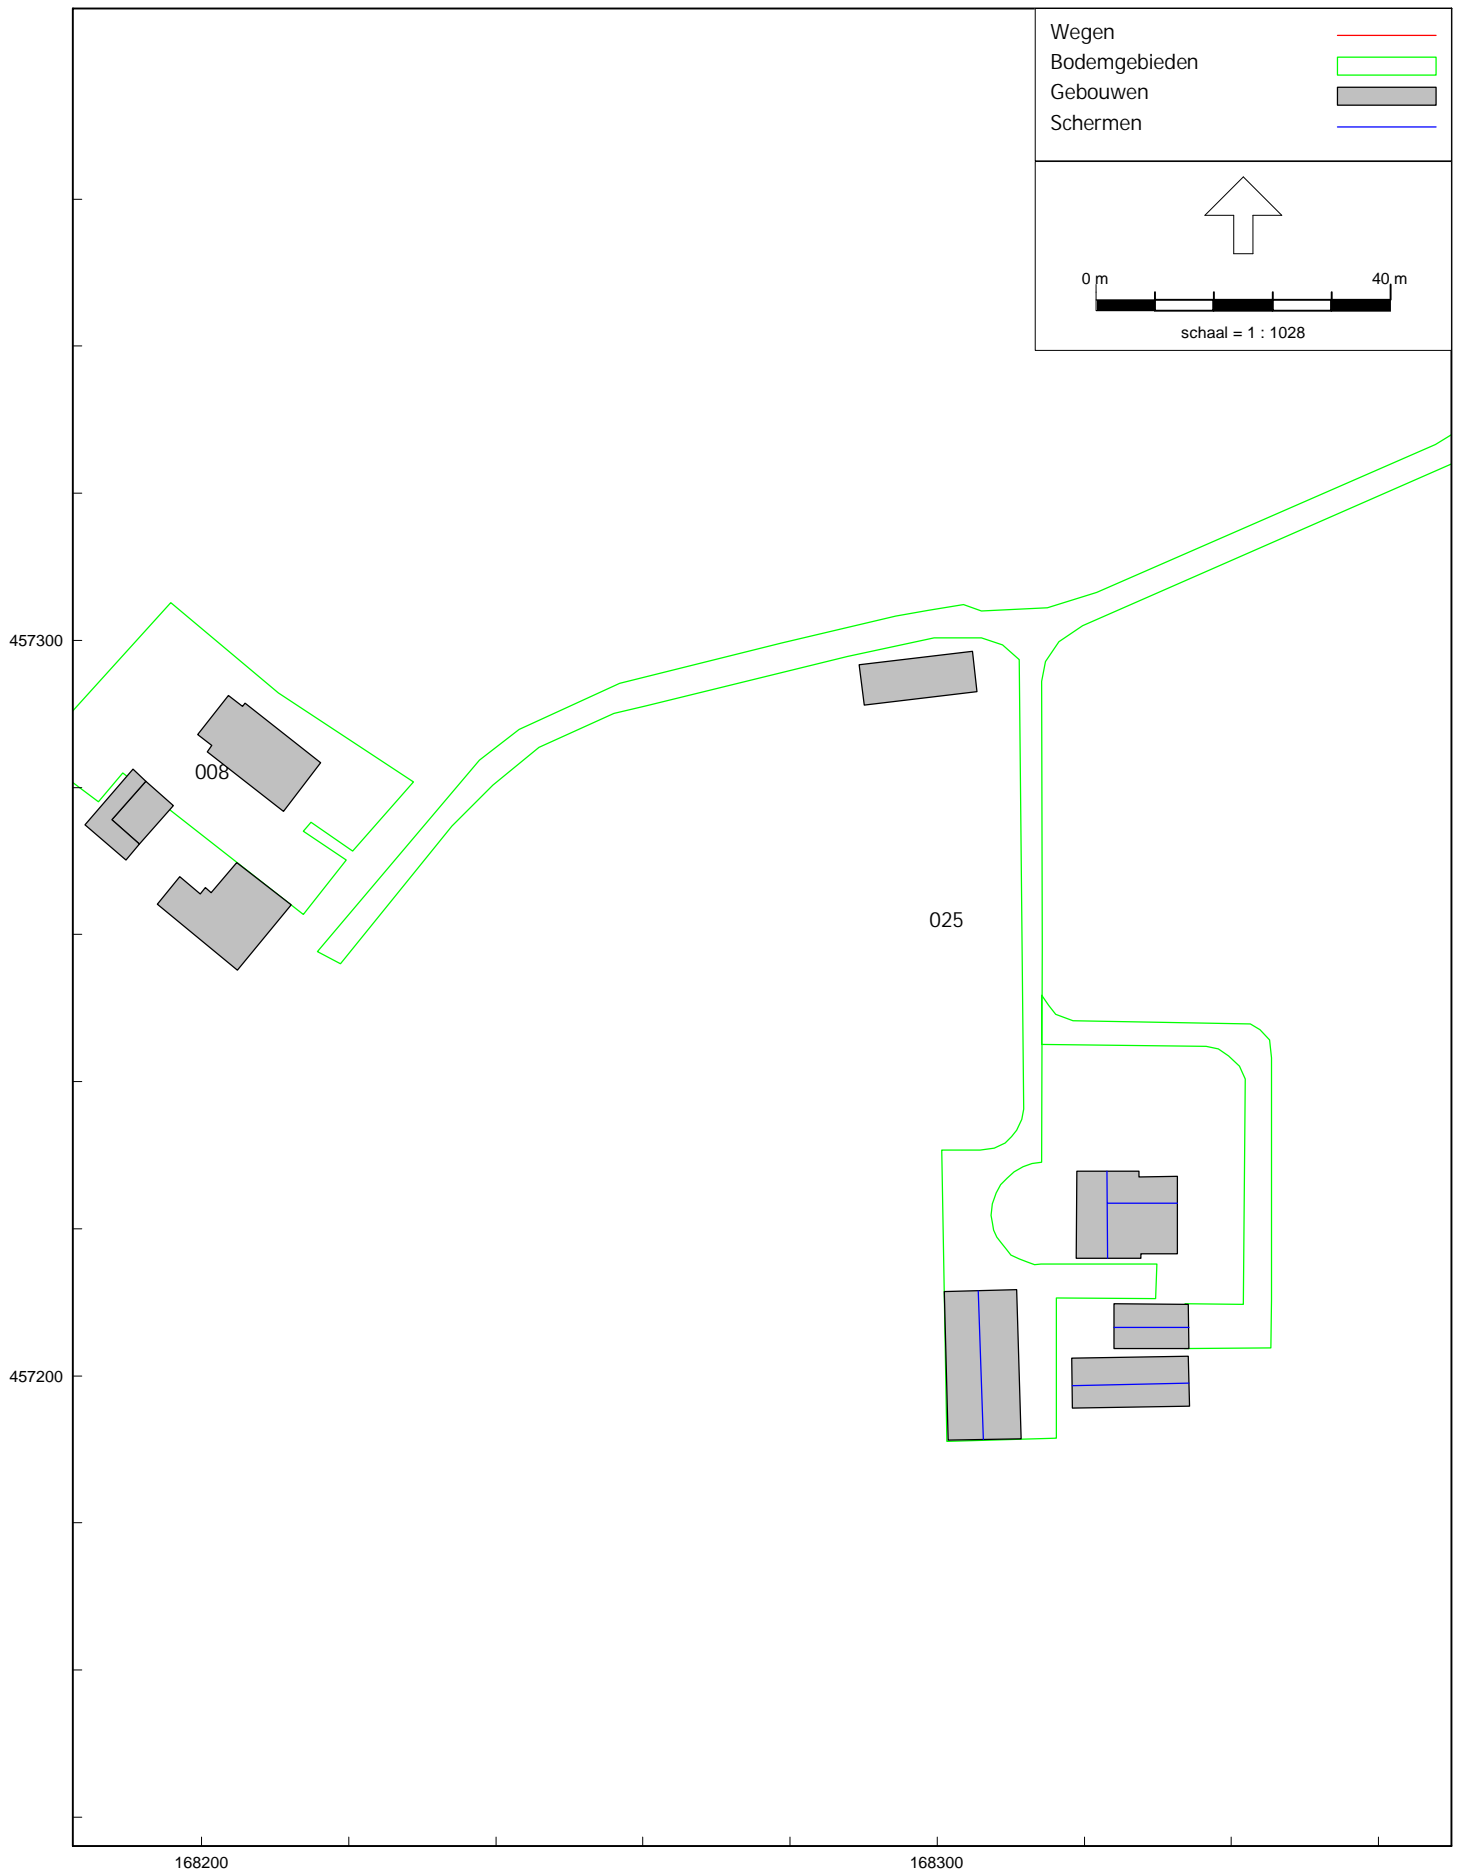 Wegen
Bodemgebieden
Gebouwen
Schermen
0 m 40 m
schaal = 1 : 1028
457300
008
025
457200
168200 168300